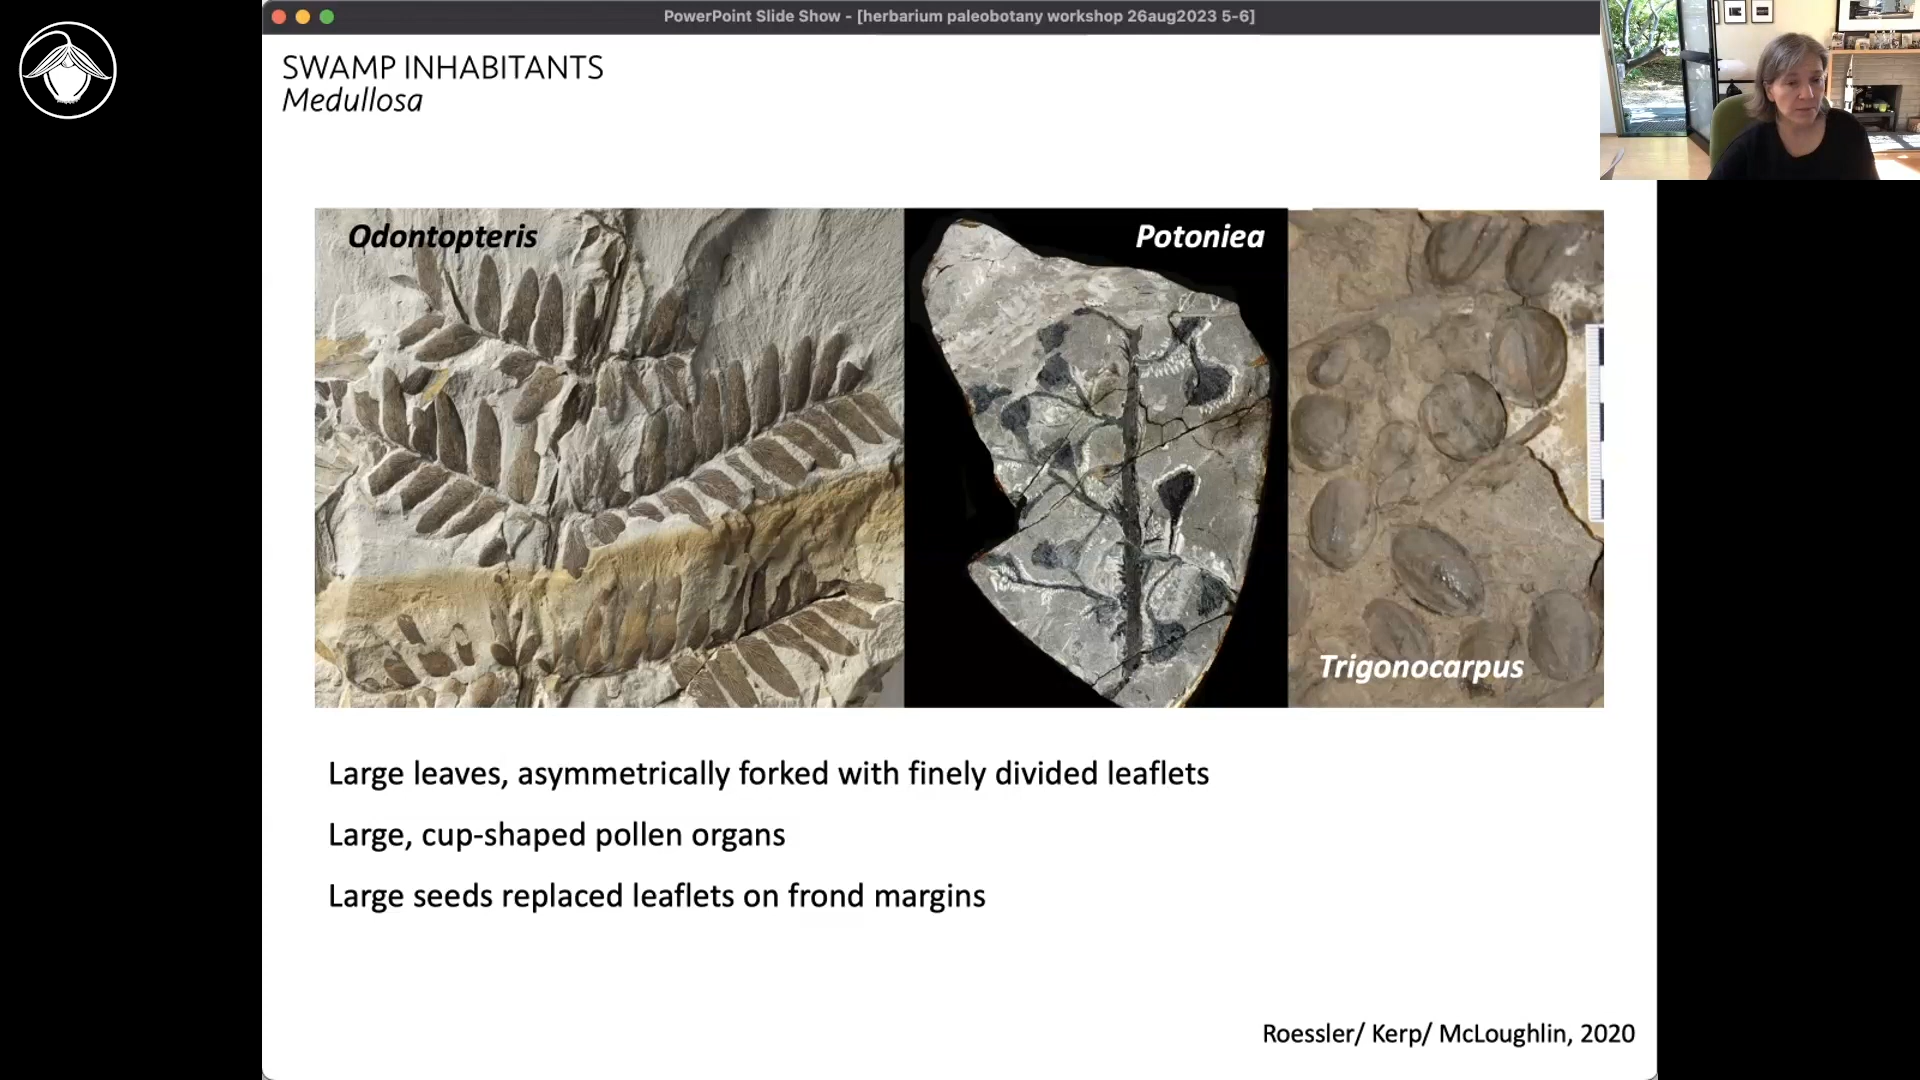 PowerPoint Slide Show - [herbarium paleobotany workshop 26aug2023 5-6]
SWAMP INHABITANTS
Medullosa
Odontopteris
Potoniea
Trigonocarpus
Large leaves, asymmetrically forked with finely divided leaflets
Large, cup-shaped pollen organs
Large seeds replaced leaflets on frond margins
Roessler/ Kerp/ McLoughlin, 2020